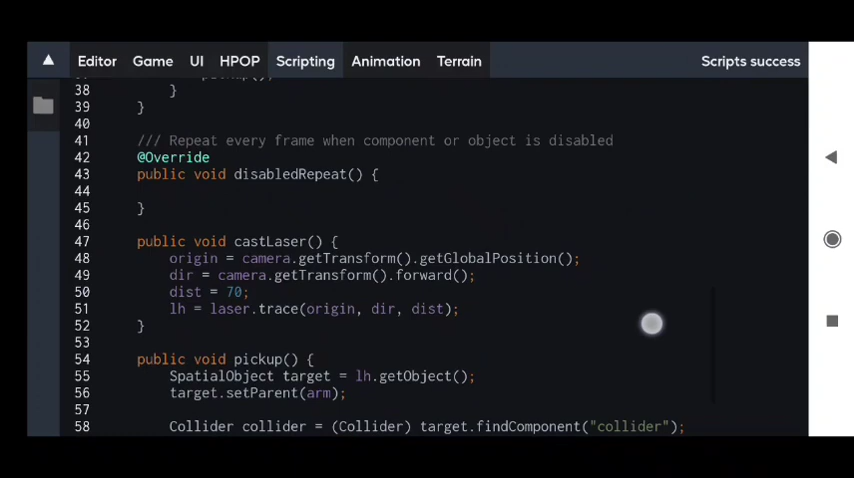 Editor Game UI HPOP Scripting Animation Terrain Scripts success
38 }
39 }
40
41 /// Repeat every frame when component or object is disabled
42 @Override
43 public void disabledRepeat() {
44
45 }
46
47 public void castLaser() {
48 origin = camera.getTransform().getGlobalPosition();
49 dir = camera.getTransform().forward();
50 dist = 70;
51 lh = laser.trace(origin, dir, dist);
52 }
53
54 public void pickup() {
55 SpatialObject target = lh.getObject();
56 target.setParent(arm);
57
58 Collider collider = (Collider) target.findComponent("collider");